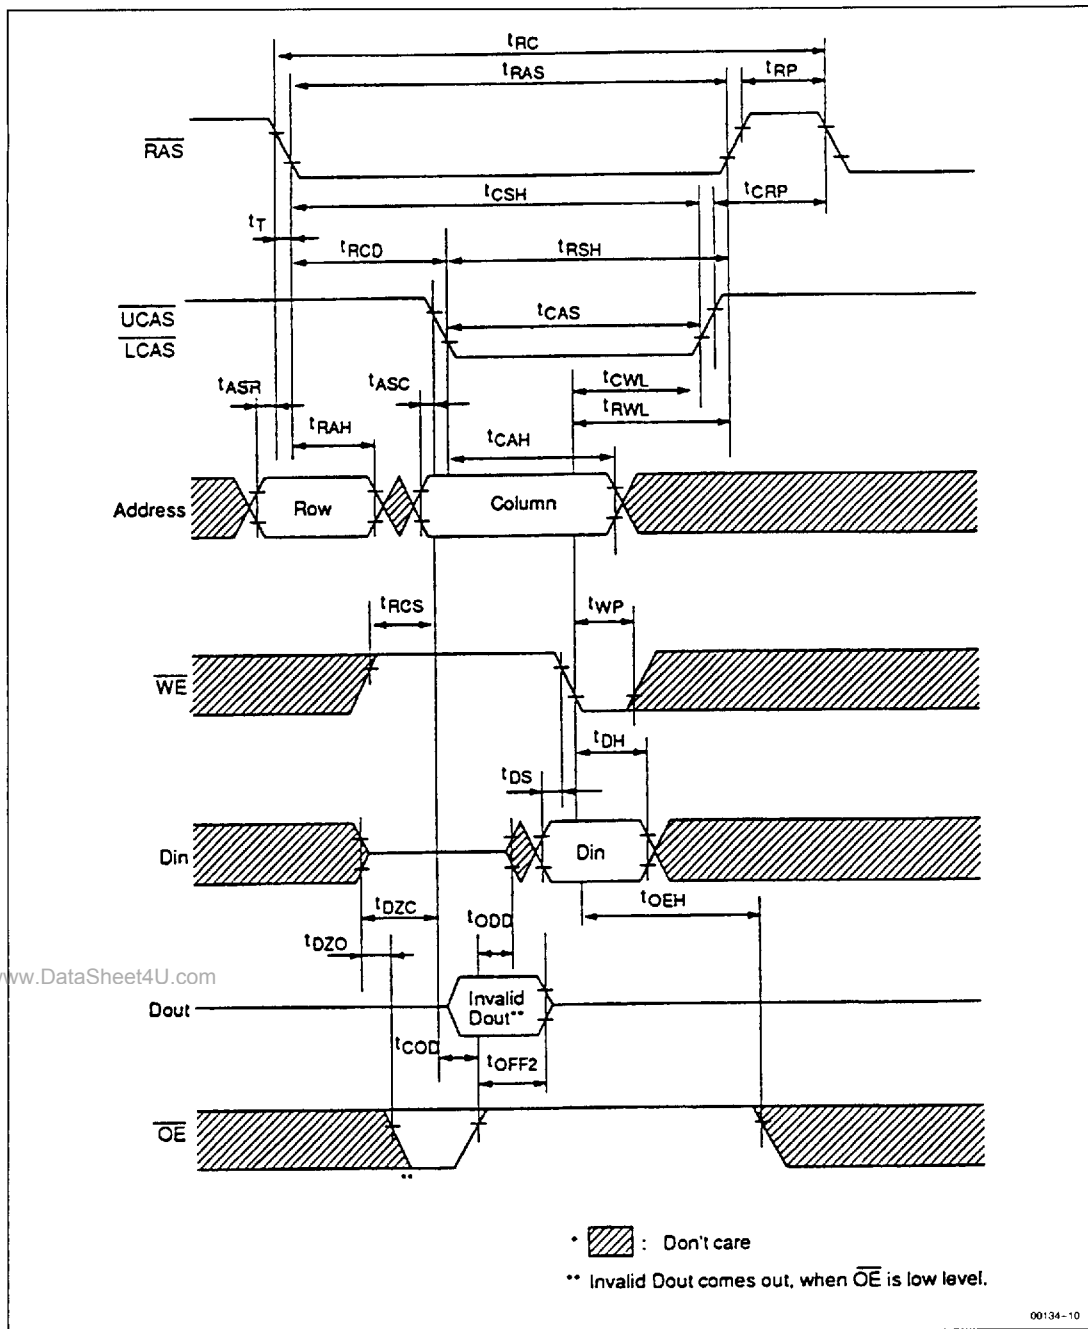 tRC
tRAS
tRP
RAS
tCSH
tCRP
tT
tRCD
tRSH
UCAS
LCAS
tCAS
tASR
tASC
tCWL
tRWL
tRAH
tCAH
Address
Row
Column
tRCS
tWP
WE
tDH
tDS
Din
Din
tOEH
tDZC
tODD
tDZO
www.DataSheet4U.com
Dout
Invalid
Dout**
tCOD
tOFF2
OE
**
* : Don't care
** Invalid Dout comes out, when OE is low level.
00134-10